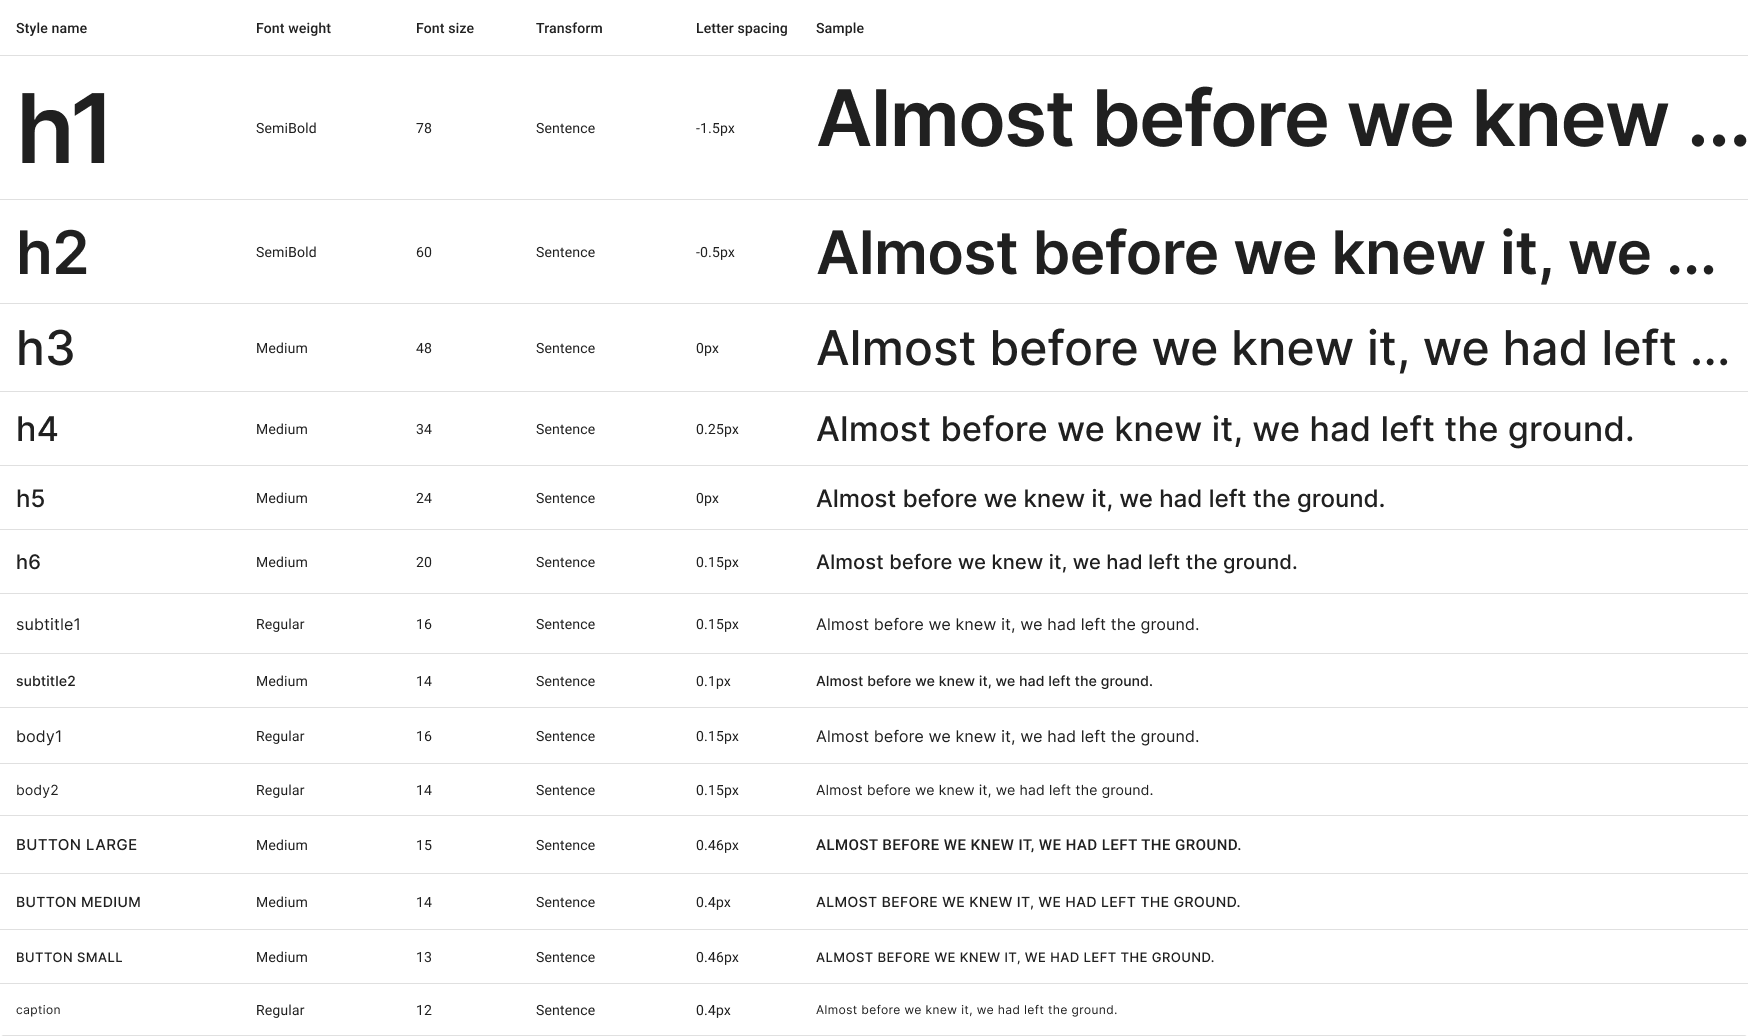 Style name Font weight Font size Transform Letter spacing Sample
h1 SemiBold 78 Sentence -1.5px Almost before we knew ...
h2 SemiBold 60 Sentence -0.5px Almost before we knew it, we ...
h3 Medium 48 Sentence 0px Almost before we knew it, we had left ...
h4 Medium 34 Sentence 0.25px Almost before we knew it, we had left the ground.
h5 Medium 24 Sentence 0px Almost before we knew it, we had left the ground.
h6 Medium 20 Sentence 0.15px Almost before we knew it, we had left the ground.
subtitle1 Regular 16 Sentence 0.15px Almost before we knew it, we had left the ground.
subtitle2 Medium 14 Sentence 0.1px Almost before we knew it, we had left the ground.
body1 Regular 16 Sentence 0.15px Almost before we knew it, we had left the ground.
body2 Regular 14 Sentence 0.15px Almost before we knew it, we had left the ground.
BUTTON LARGE Medium 15 Sentence 0.46px ALMOST BEFORE WE KNEW IT, WE HAD LEFT THE GROUND.
BUTTON MEDIUM Medium 14 Sentence 0.4px ALMOST BEFORE WE KNEW IT, WE HAD LEFT THE GROUND.
BUTTON SMALL Medium 13 Sentence 0.46px ALMOST BEFORE WE KNEW IT, WE HAD LEFT THE GROUND.
caption Regular 12 Sentence 0.4px Almost before we knew it, we had left the ground.